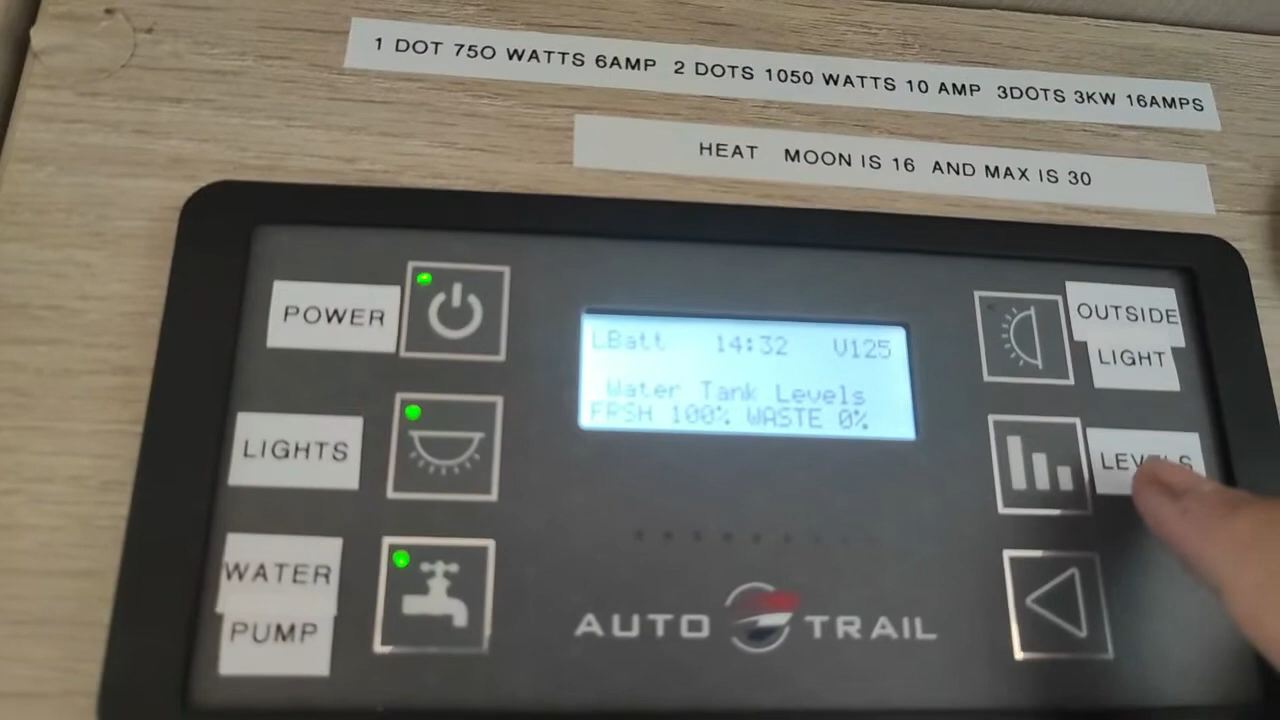 1 DOT 750 WATTS 6AMP 2 DOTS 1050 WATTS 10 AMP 3DOTS 3KW 16AMPS
HEAT MOON IS 16 AND MAX IS 30
POWER
LIGHTS
WATER
PUMP
LBatt 14:32 V125
Water Tank Levels
FRSH 100% WASTE 0%
OUTSIDE
LIGHT
LEVELS
AUTO TRAIL